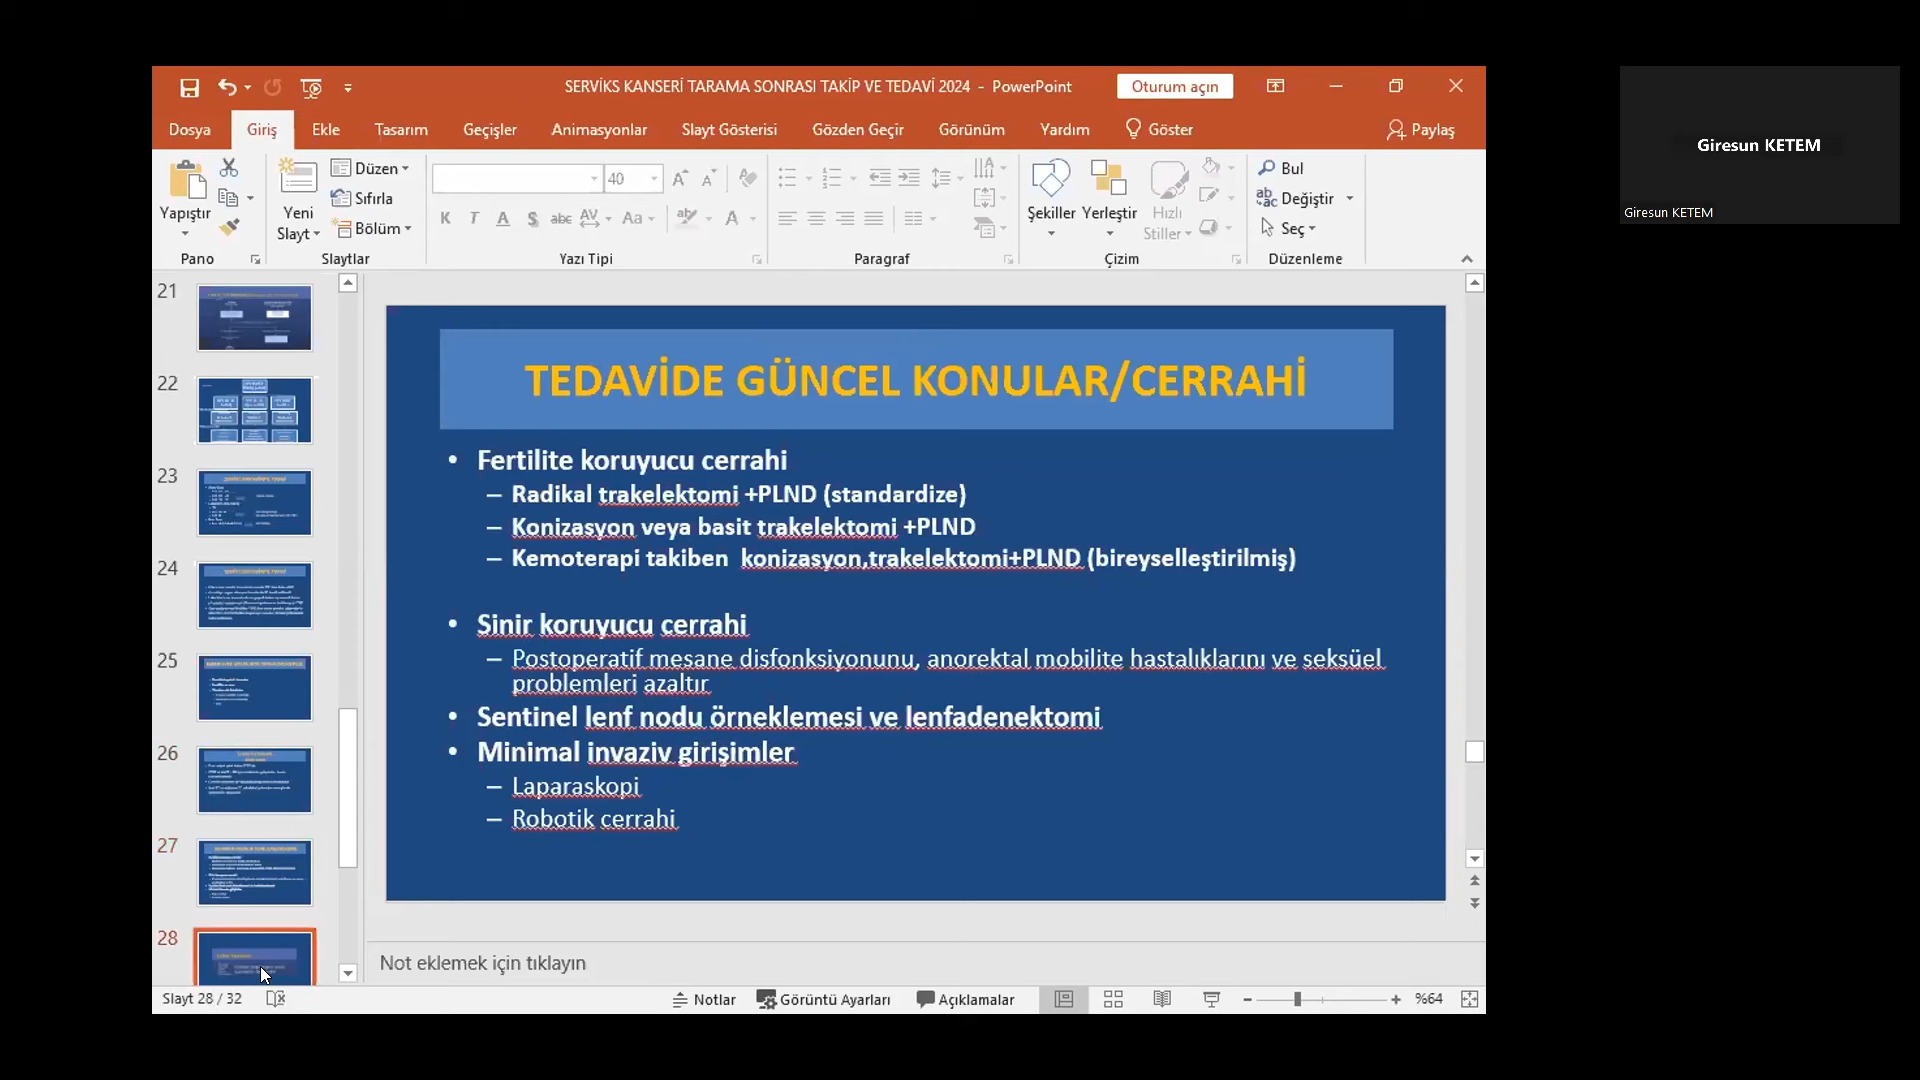 SERVİKS KANSERİ TARAMA SONRASI TAKİP VE TEDAVİ 2024 - PowerPoint
Oturum açın
Dosya Giriş Ekle Tasarım Geçişler Animasyonlar Slayt Gösterisi Gözden Geçir Görünüm Yardım Göster Paylaş
Yapıştır
Yeni Slayt
Düzen
Sıfırla
Bölüm
40
K T A S abc AV Aa A
Şekiller
Yerleştir
Hızlı Stiller
Bul
Değiştir
Seç
Pano Slaytlar Yazı Tipi Paragraf Çizim Düzenleme
21
22
23
24
25
26
27
28
TEDAVİDE GÜNCEL KONULAR/CERRAHİ
• Fertilite koruyucu cerrahi
– Radikal trakelektomi +PLND (standardize)
– Konizasyon veya basit trakelektomi +PLND
– Kemoterapi takiben konizasyon,trakelektomi+PLND (bireyselleştirilmiş)
• Sinir koruyucu cerrahi
– Postoperatif mesane disfonksiyonunu, anorektal mobilite hastalıklarını ve seksüel
problemleri azaltır
• Sentinel lenf nodu örneklemesi ve lenfadenektomi
• Minimal invaziv girişimler
– Laparaskopi
– Robotik cerrahi
Not eklemek için tıklayın
Slayt 28 / 32 Notlar Görüntü Ayarları Açıklamalar %64
Giresun KETEM
Giresun KETEM